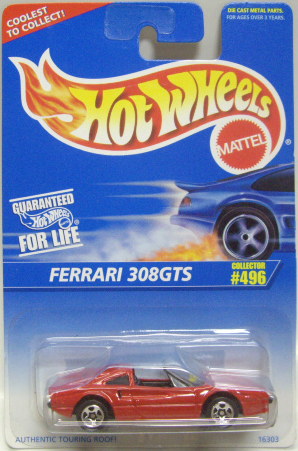 COOLEST
TO COLLECT!
DIE CAST METAL PARTS.
FOR AGES OVER 3 YEARS.
HOT WHEELS
MATTEL
GUARANTEED
Hot Wheels
FOR LIFE
FERRARI 308GTS
COLLECTOR
#496
AUTHENTIC TOURING ROOF!
16303